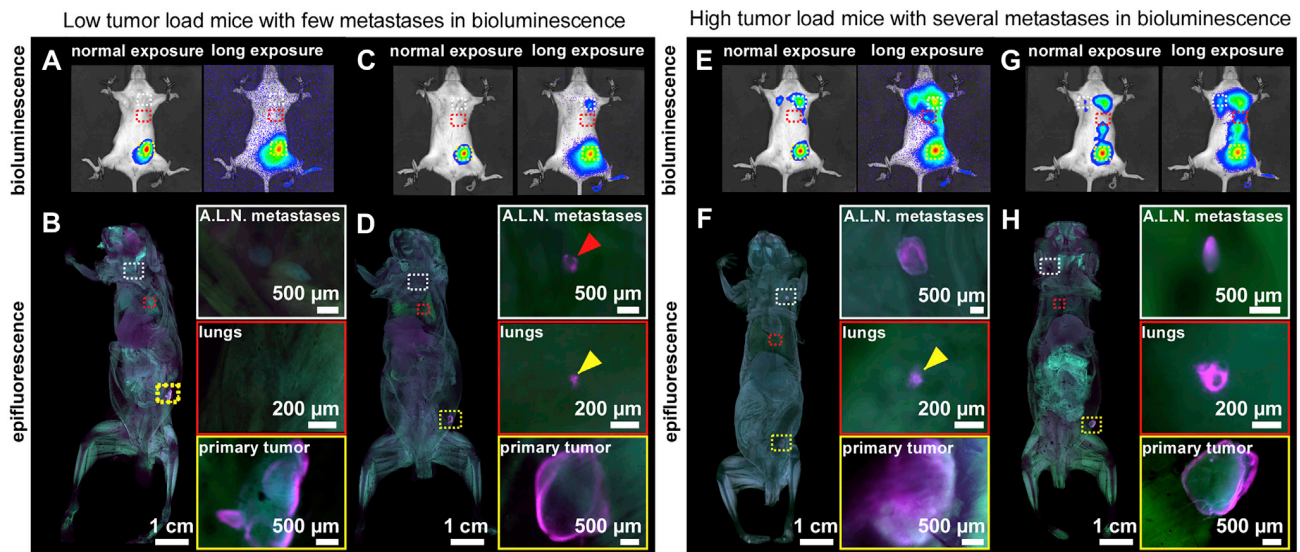 Low tumor load mice with few metastases in bioluminescence
High tumor load mice with several metastases in bioluminescence
bioluminescence
A
normal exposure
long exposure
C
normal exposure
long exposure
bioluminescence
E
normal exposure
long exposure
G
normal exposure
long exposure
epifluorescence
B
1 cm
A.L.N. metastases
500 µm
lungs
200 µm
primary tumor
500 µm
D
1 cm
A.L.N. metastases
500 µm
lungs
200 µm
primary tumor
500 µm
epifluorescence
F
1 cm
A.L.N. metastases
500 µm
lungs
200 µm
primary tumor
500 µm
H
1 cm
A.L.N. metastases
500 µm
lungs
200 µm
primary tumor
500 µm